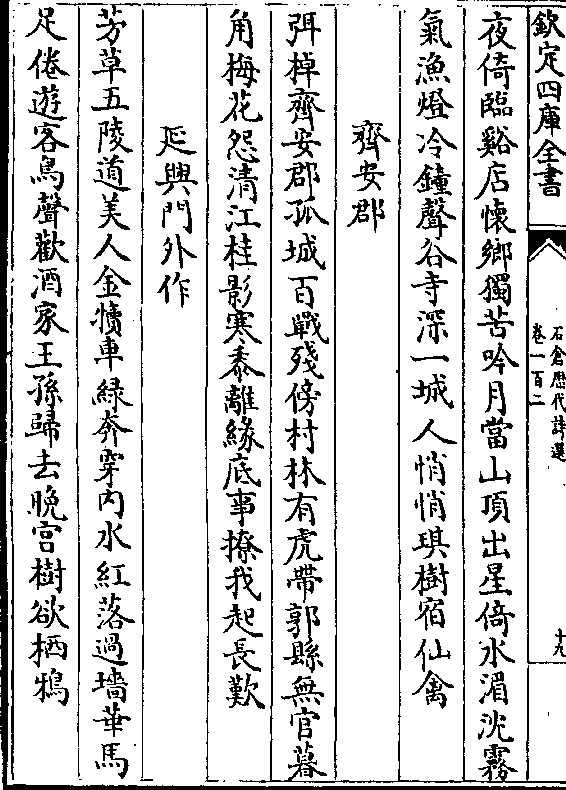 欽定四庫全書
石倉歷代詩選
卷一百二
十九
夜倚臨谿店懷鄉獨苦吟月當山頂出星倚水湄沈霧
氣漁燈冷鐘聲谷寺深一城人悄悄琪樹宿仙禽
齊安郡
弭棹齊安郡孤城百戰殘傍村林有虎帶郭縣無官暮
角梅花怨清江桂影寒黍離緣底事撩我起長歎
延興門外作
芳草五陵道美人金犢車綠奔穿內水紅落過墻華馬
足倦遊客鳥聲歡酒家王孫歸去晚宮樹欲栖鴉